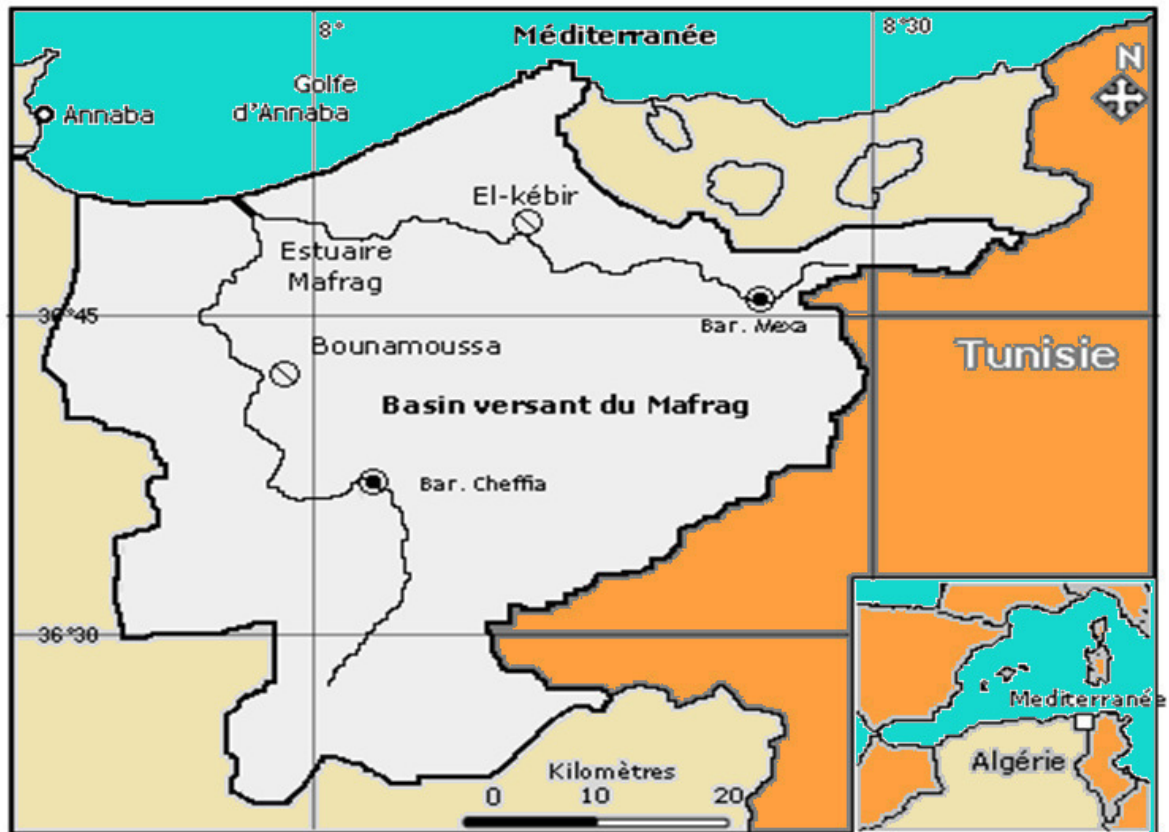 8°
Méditerranée
8°30
N
Golfe
d'Annaba
Annaba
El-kébir
Estuaire
Mafrag
36°45
Bar. Mexa
Bounamoussa
Tunisie
Basin versant du Mafrag
Bar. Cheffia
36°30
Mediterranée
Algérie
Kilomètres
0 10 20